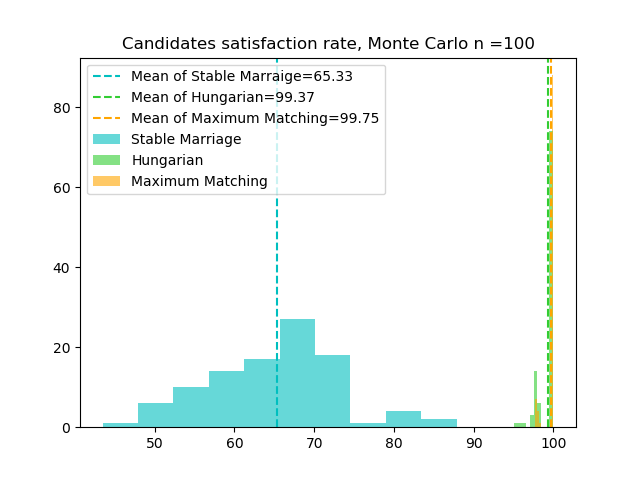 Candidates satisfaction rate, Monte Carlo n =100
Mean of Stable Marraige=65.33
Mean of Hungarian=99.37
Mean of Maximum Matching=99.75
Stable Marriage
Hungarian
Maximum Matching
80
60
40
20
0
50 60 70 80 90 100